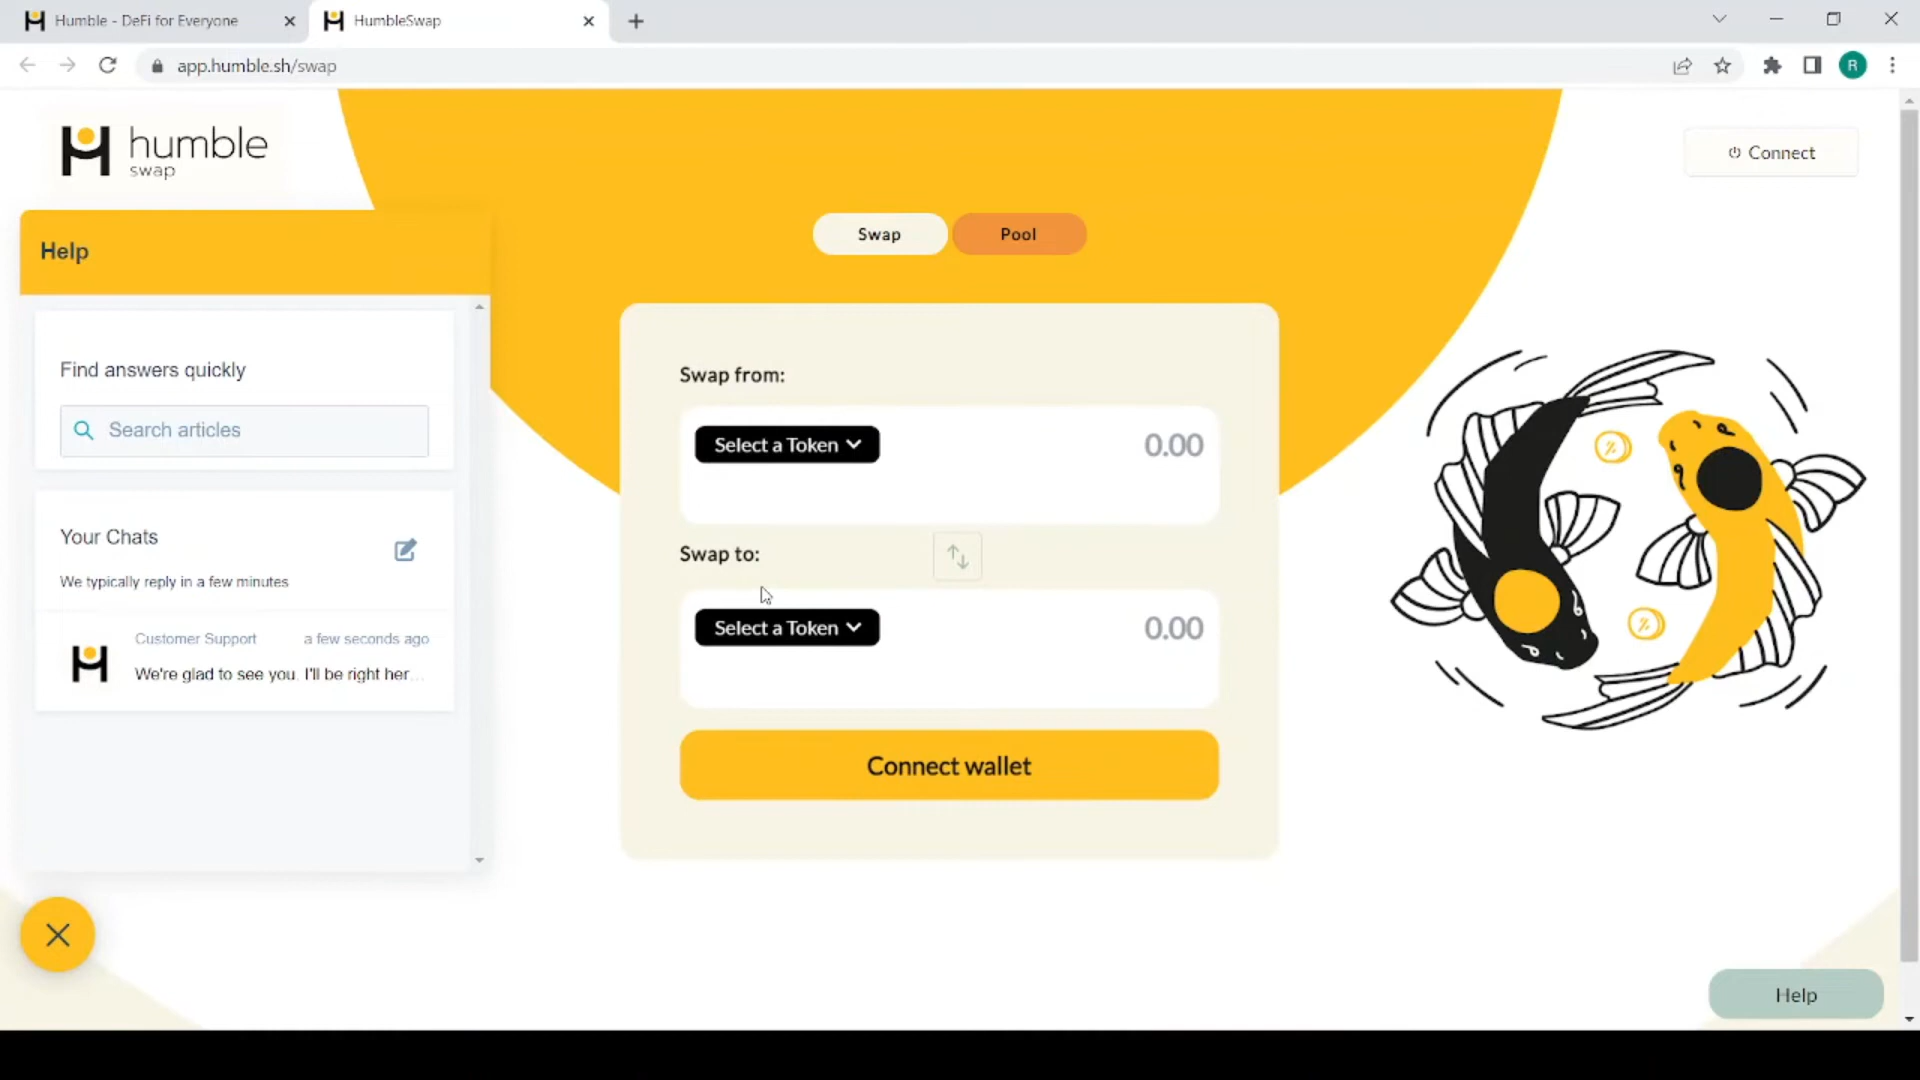 Humble - DeFi for Everyone
HumbleSwap
app.humble.sh/swap
R
humble
swap
Connect
Help
Swap
Pool
Find answers quickly
Search articles
Swap from:
Select a Token
0.00
Your Chats
We typically reply in a few minutes
Customer Support
a few seconds ago
We're glad to see you. I'll be right her...
Swap to:
Select a Token
0.00
Connect wallet
Help